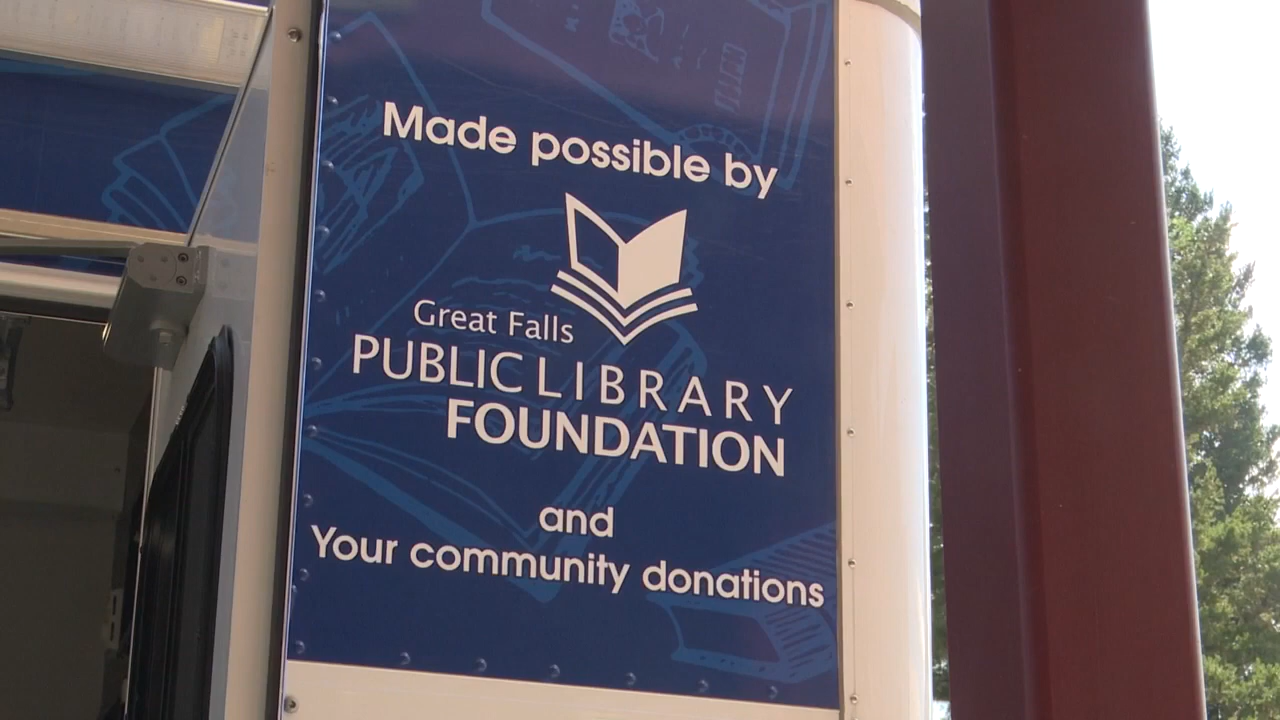 Made possible by
Great Falls
PUBLIC LIBRARY
FOUNDATION
and
Your community donations